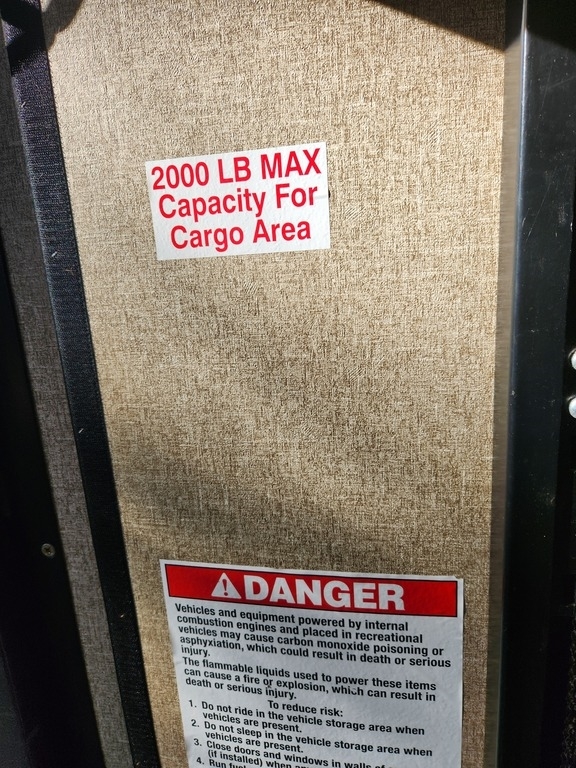 2000 LB MAX
Capacity For
Cargo Area
DANGER
Vehicles and equipment powered by internal
combustion engines and placed in recreational
vehicles may cause carbon monoxide poisoning or
asphyxiation, which could result in death or serious
injury.
The flammable liquids used to power these items
can cause a fire or explosion, which can result in
death or serious injury.
To reduce risk:
1. Do not ride in the vehicle storage area when
vehicles are present.
2. Do not sleep in the vehicle storage area when
vehicles are present.
3. Close doors and windows in walls of
(if installed) when
4. Run